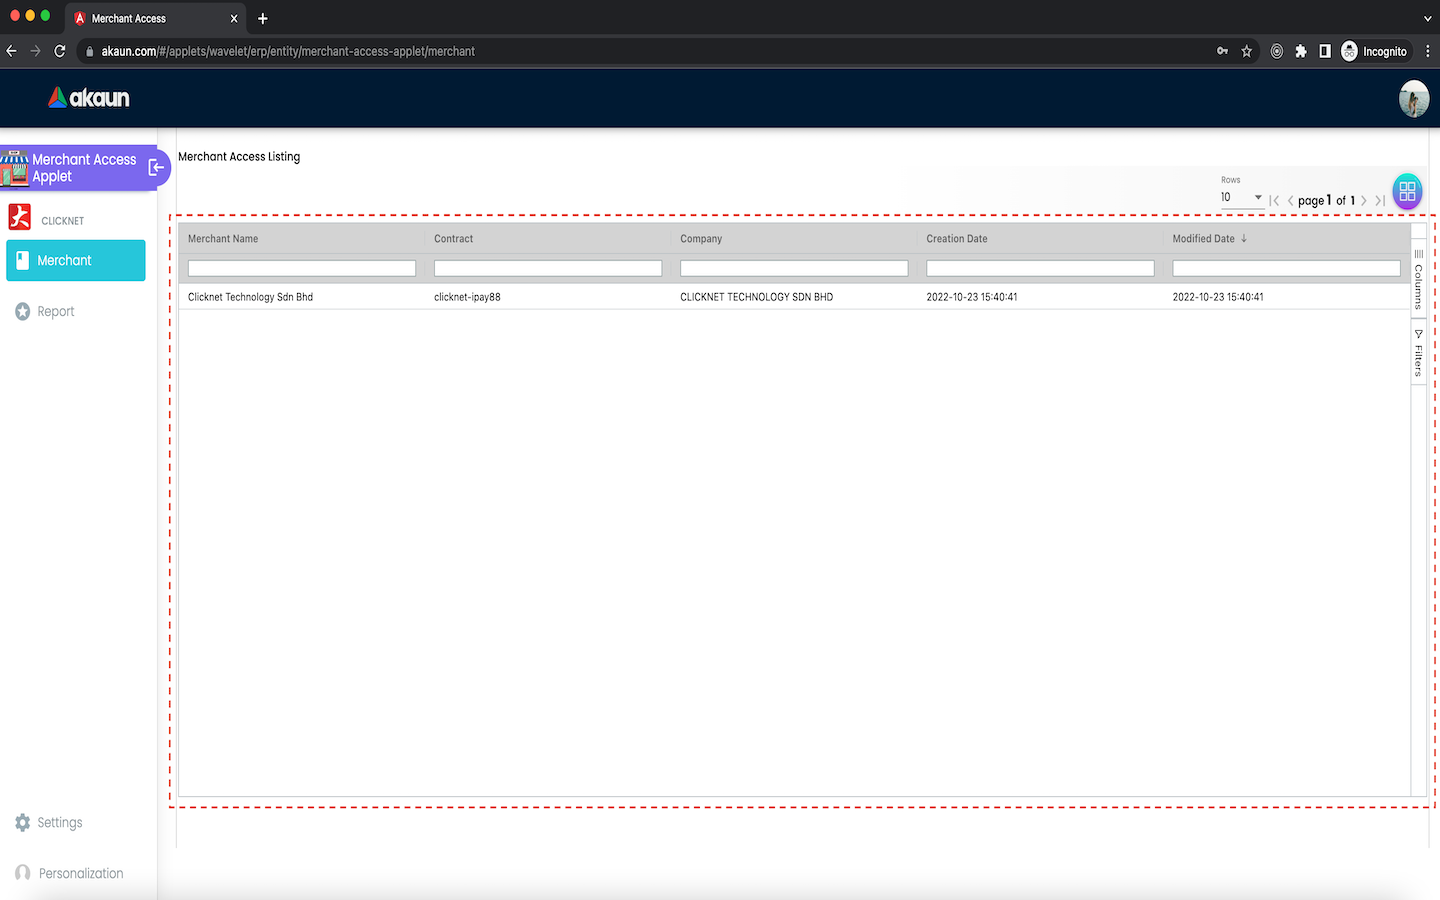 Merchant Access
akaun.com/#/applets/wavelet/erp/entity/merchant-access-applet/merchant
Incognito
akaun
Merchant Access
Applet
CLICKNET
Merchant
Report
Settings
Personalization
Merchant Access Listing
Rows
10
page 1 of 1
Merchant Name Contract Company Creation Date Modified Date
Clicknet Technology Sdn Bhd clicknet-ipay88 CLICKNET TECHNOLOGY SDN BHD 2022-10-23 15:40:41 2022-10-23 15:40:41
Columns
Filters